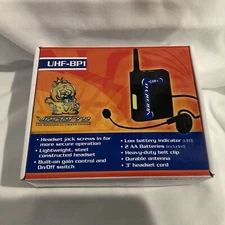 UHF-BP1
• Headset jack screws in for
more secure operation
• Lightweight, steel
constructed headset
• Built-on gain control and
On/Off switch
• Low battery indicator (LED)
• 2 AA Batteries (included)
• Heavy-duty belt clip
• Durable antenna
• 3' headset cord